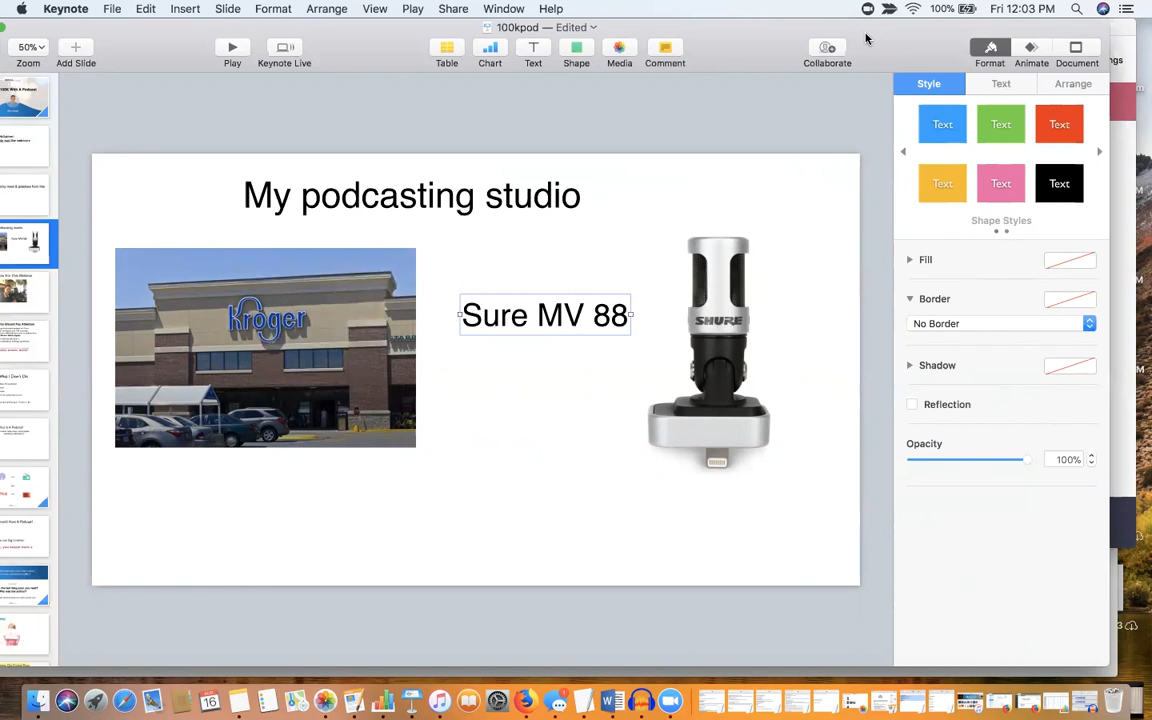 Keynote File Edit Insert Slide Format Arrange View Play Share Window Help 100% Fri 12:03 PM
100kpod — Edited
50% Zoom Add Slide Play Keynote Live Table Chart Text Shape Media Comment Collaborate Format Animate Document
Style Text Arrange
Text Text Text
Text Text Text
Shape Styles
Fill
Border
No Border
Shadow
Reflection
Opacity
100%
My podcasting studio
Kroger
Sure MV 88
SHURE
16